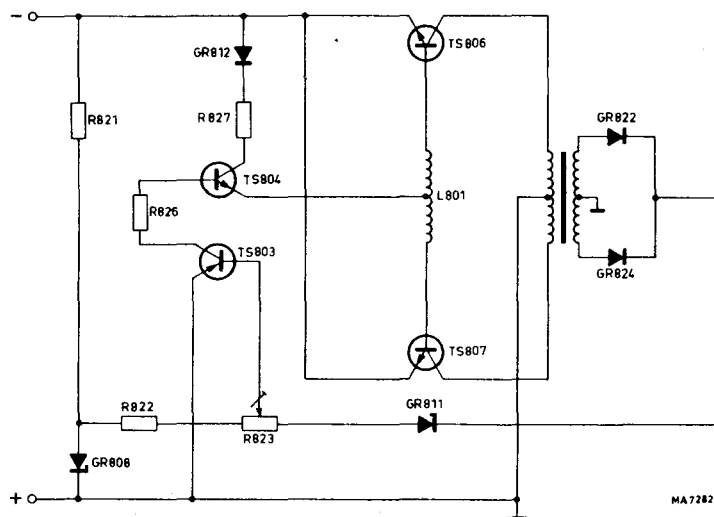 −
TS806
GR812
R821
R827
GR822
TS804
L801
R826
TS803
GR824
TS807
R822
GR811
R823
GR808
+
MA7282